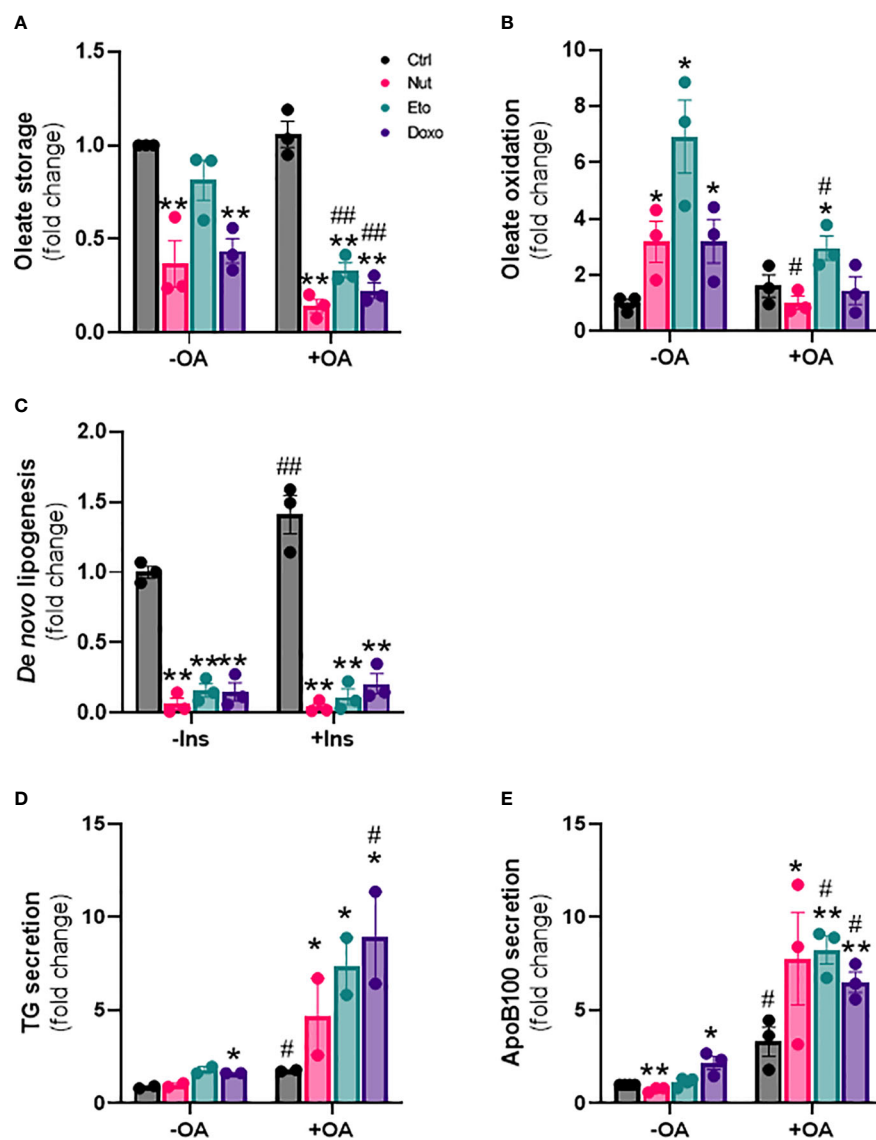 A
Oleate storage
(fold change)
1.5
1.0
0.5
0.0
Ctrl
Nut
Eto
Doxo
**
**
**
##
**
##
**
-OA
+OA
B
Oleate oxidation
(fold change)
10
8
6
4
2
0
*
*
*
#
#
*
-OA
+OA
C
De novo lipogenesis
(fold change)
2.0
1.5
1.0
0.5
0.0
**
**
**
##
**
**
**
-Ins
+Ins
D
TG secretion
(fold change)
15
10
5
0
*
#
*
*
#
*
-OA
+OA
E
ApoB100 secretion
(fold change)
15
10
5
0
**
*
#
*
#
**
#
**
-OA
+OA